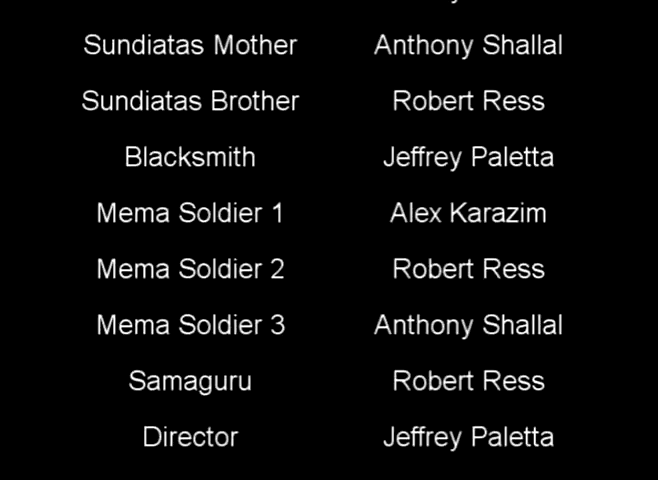 Sundiatas Mother Anthony Shallal
Sundiatas Brother Robert Ress
Blacksmith Jeffrey Paletta
Mema Soldier 1 Alex Karazim
Mema Soldier 2 Robert Ress
Mema Soldier 3 Anthony Shallal
Samaguru Robert Ress
Director Jeffrey Paletta